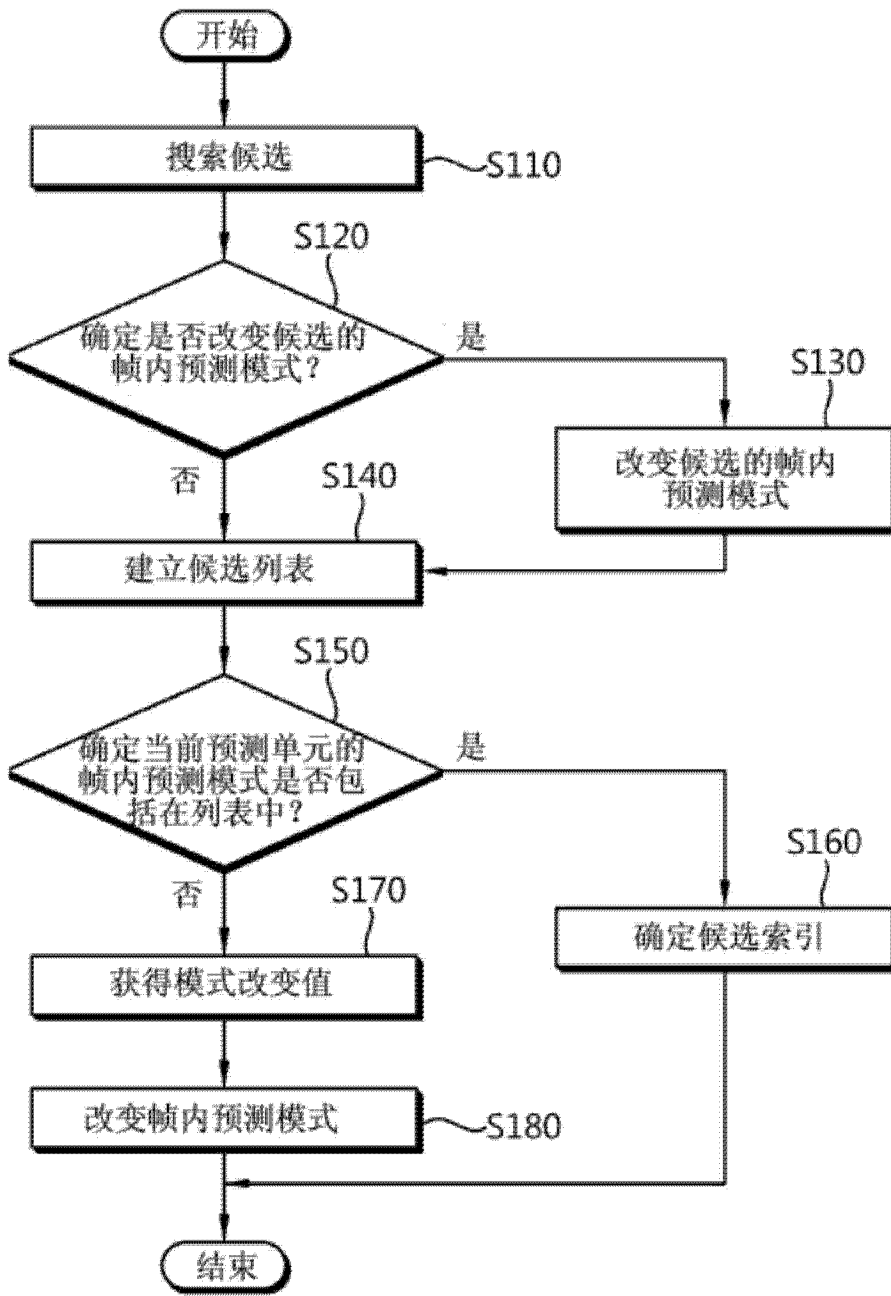 开始
搜索候选
S110
S120
确定是否改变候选的
帧内预测模式?
是
S130
改变候选的帧内
预测模式
否
S140
建立候选列表
S150
确定当前预测单元的
帧内预测模式是否包
括在列表中?
是
S160
确定候选索引
否
S170
获得模式改变值
改变帧内预测模式
S180
结束